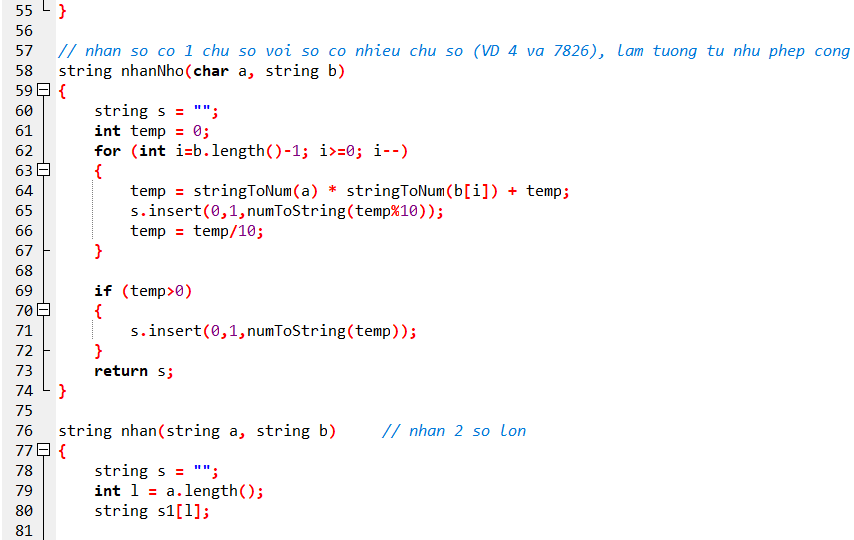 55 }
56
57 // nhan so co 1 chu so voi so co nhieu chu so (VD 4 va 7826), lam tuong tu nhu phep cong
58 string nhanNho(char a, string b)
59 {
60 string s = "";
61 int temp = 0;
62 for (int i=b.length()-1; i>=0; i--)
63 {
64 temp = stringToNum(a) * stringToNum(b[i]) + temp;
65 s.insert(0,1,numToString(temp%10));
66 temp = temp/10;
67 }
68
69 if (temp>0)
70 {
71 s.insert(0,1,numToString(temp));
72 }
73 return s;
74 }
75
76 string nhan(string a, string b) // nhan 2 so lon
77 {
78 string s = "";
79 int l = a.length();
80 string s1[l];
81